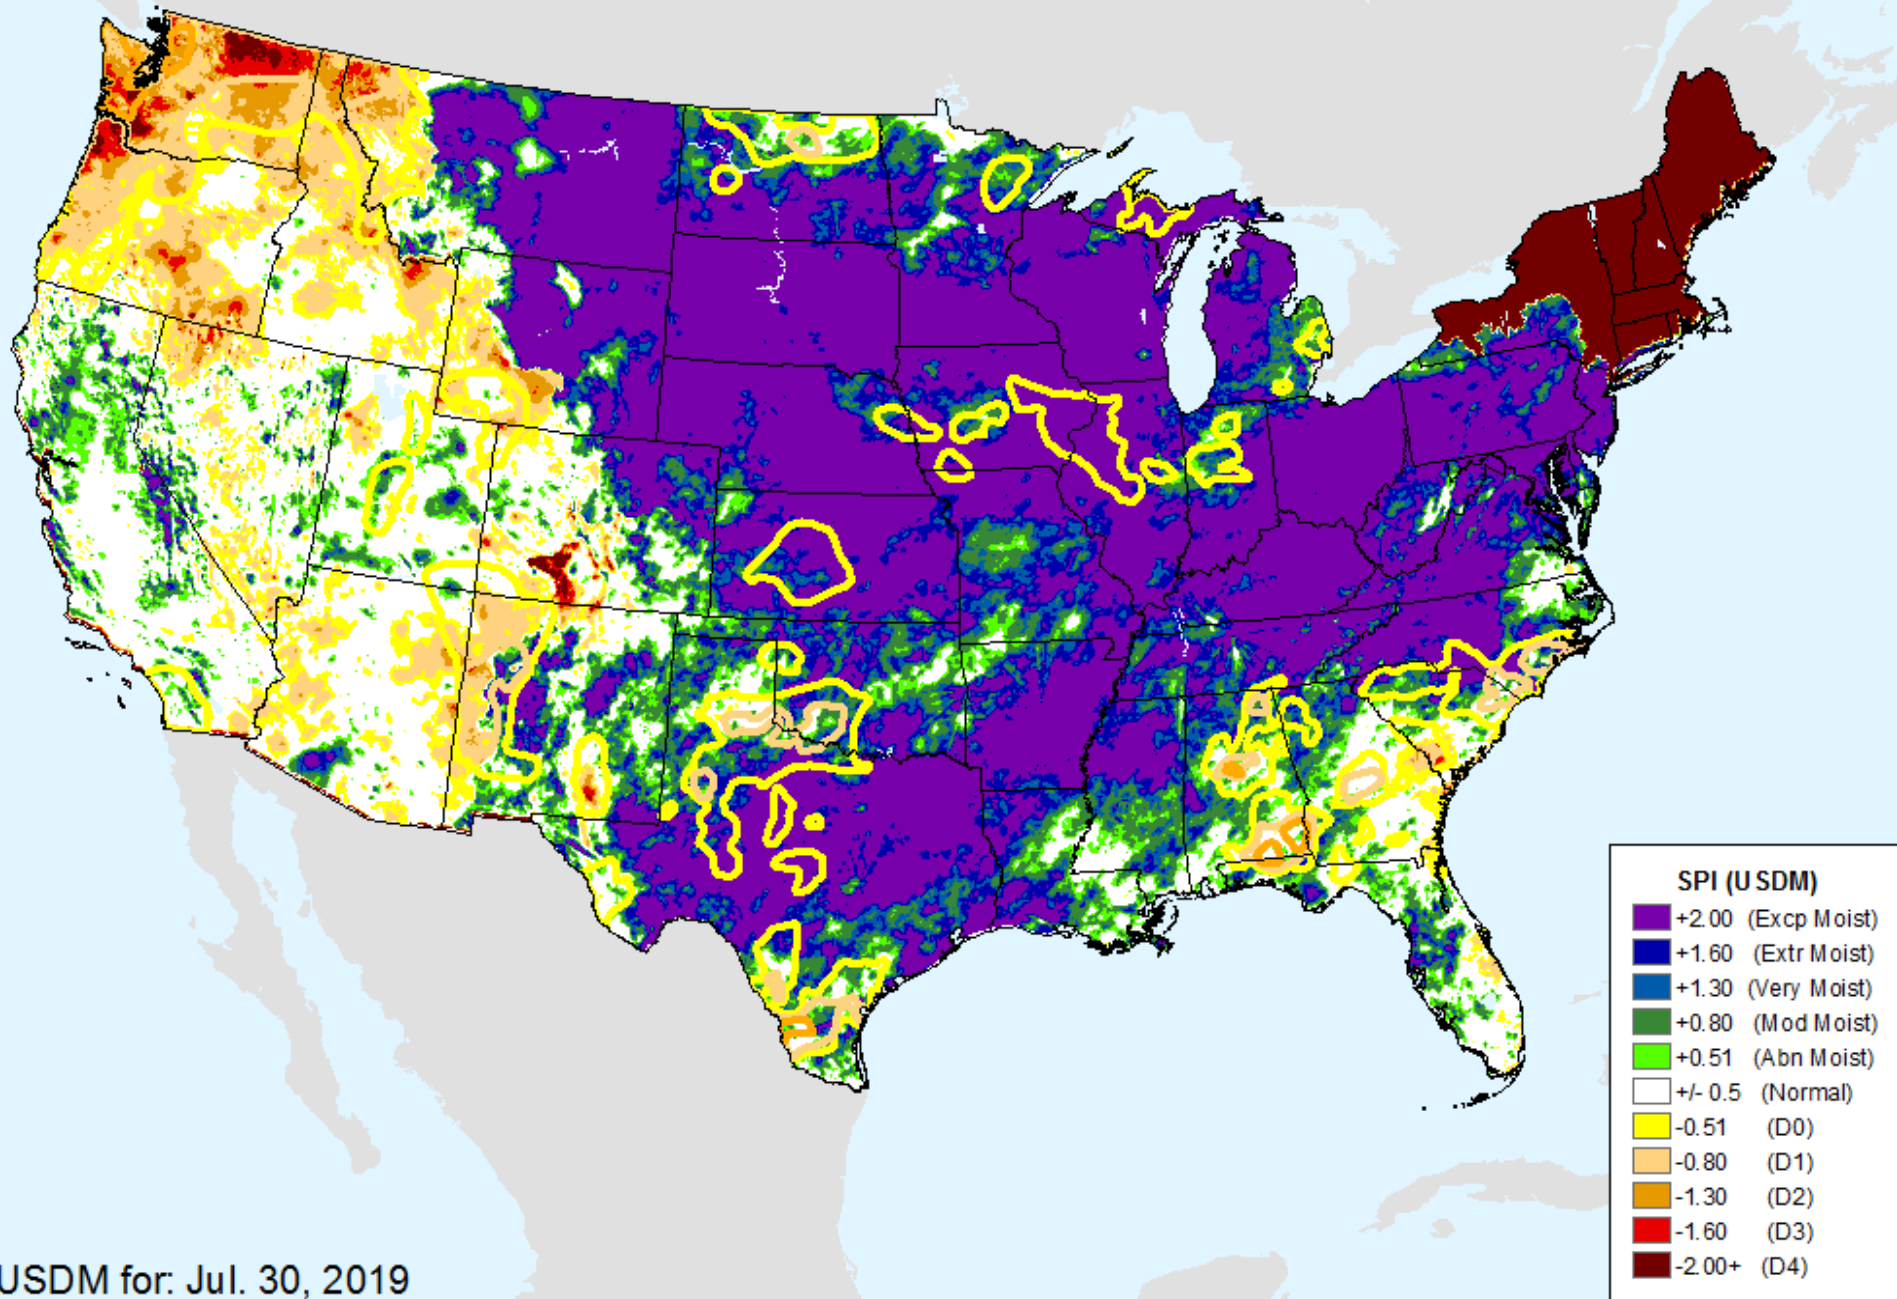 SPI (USDM)
+2.00 (Excp Moist)
+1.60 (Extr Moist)
+1.30 (Very Moist)
+0.80 (Mod Moist)
+0.51 (Abn Moist)
+/- 0.5 (Normal)
-0.51 (D0)
-0.80 (D1)
-1.30 (D2)
-1.60 (D3)
-2.00+ (D4)
USDM for: Jul. 30, 2019